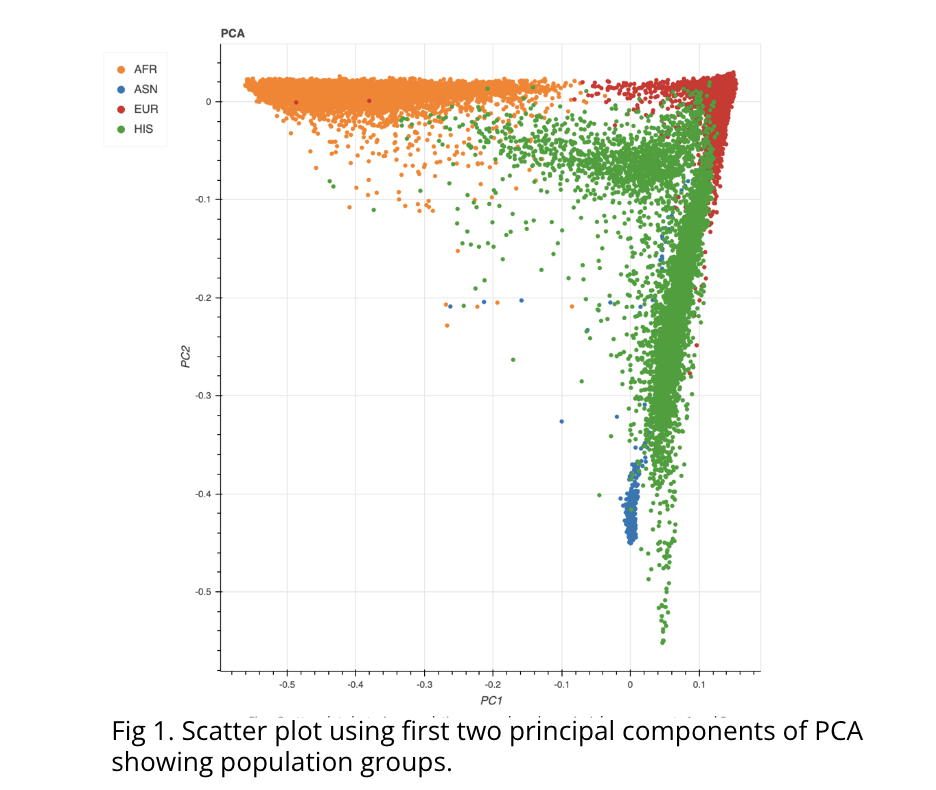 PCA
AFR
ASN
EUR
HIS
0
-0.1
-0.2
-0.3
-0.4
-0.5
PC2
-0.5
-0.4
-0.3
-0.2
-0.1
0
0.1
PC1
Fig 1. Scatter plot using first two principal components of PCA
showing population groups.